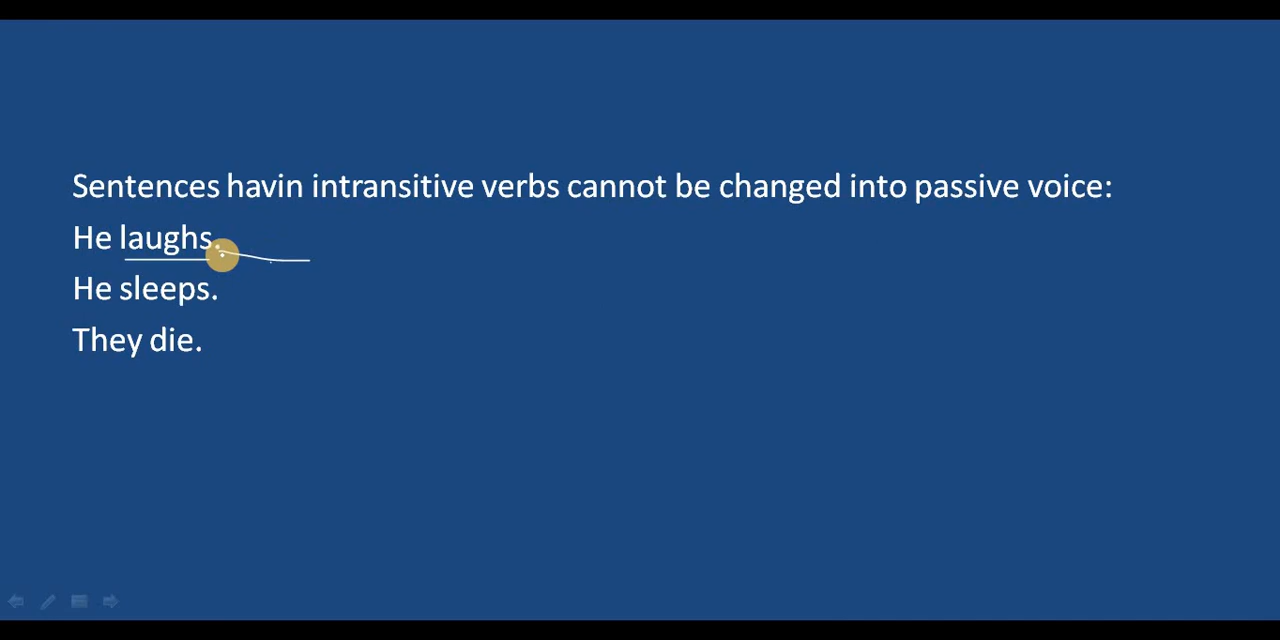 Sentences havin intransitive verbs cannot be changed into passive voice:
He laughs.
He sleeps.
They die.